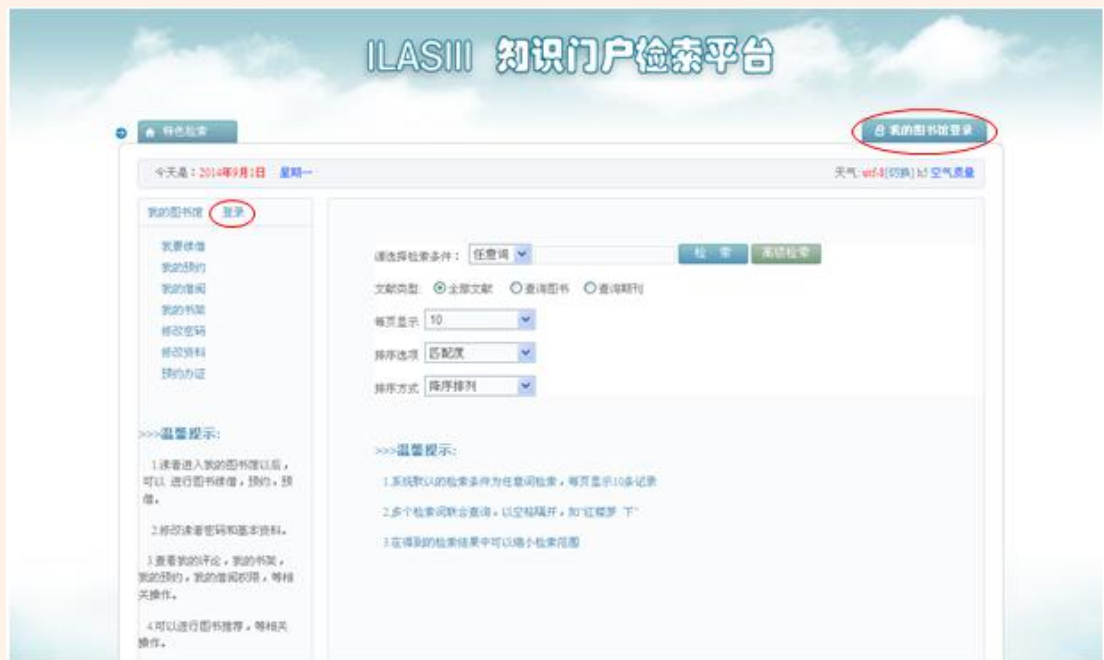 ILASIII 知识门户检索平台
特色检索
我的图书馆登录
今天是：2014年9月1日 星期一
天气: utf-8[切换] hJ 空气质量
我的图书馆 登录
我要续借
我的预约
我的借阅
我的书架
修改密码
修改资料
预约办证
请选择检索条件： 任意词 检 索 高级检索
文献类型: 全部文献 查询图书 查询期刊
每页显示 10
排序选项 匹配度
排序方式 降序排列
>>>温馨提示:
1.读者进入我的图书馆以后，
可以 进行图书续借，预约，预
借。
2.修改读者密码和基本资料。
3.查看我的评论，我的书架，
我的预约，我的借阅权限，等相
关操作。
4.可以进行图书推荐，等相关
操作。
>>>温馨提示:
1.系统默认的检索条件为任意词检索，每页显示10条记录
2.多个检索词联合查询，以空格隔开，如"红楼梦 下"
3.在得到的检索结果中可以缩小检索范围